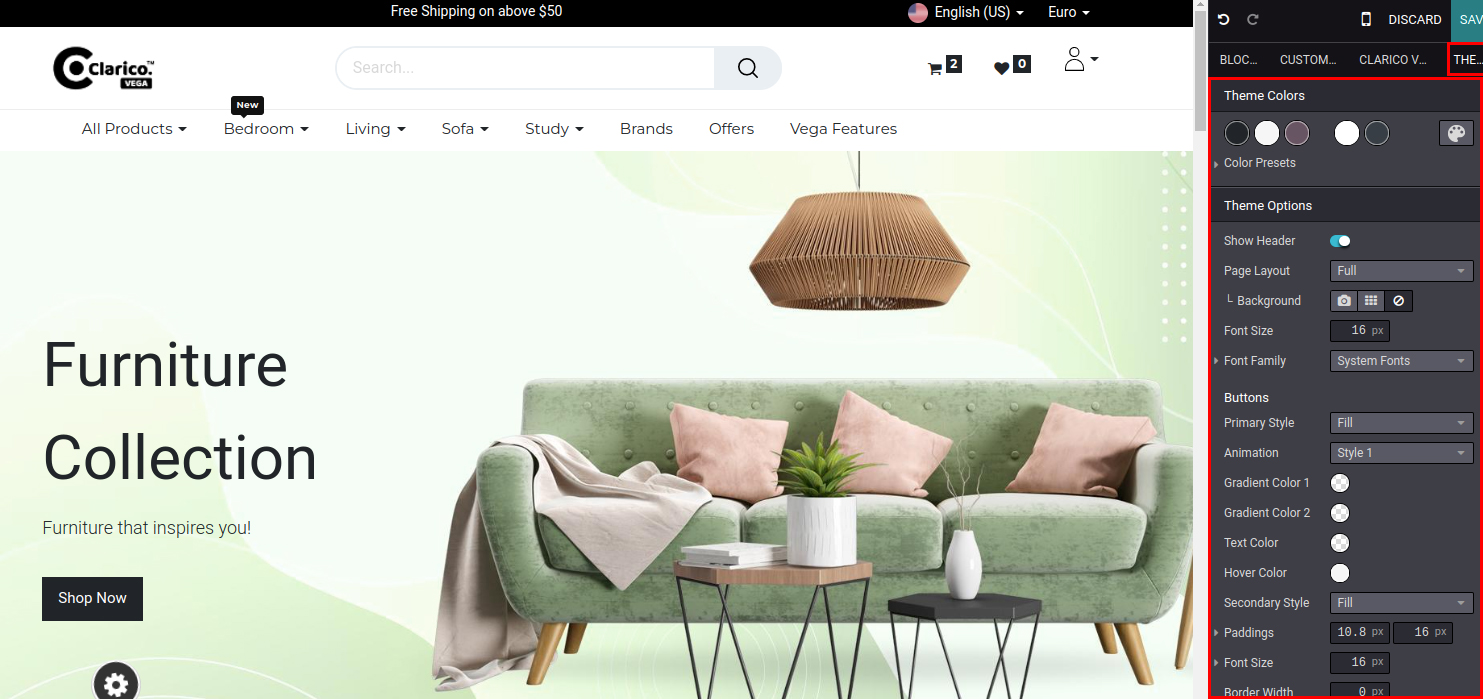 Free Shipping on above $50
English (US)
Euro
DISCARD
SAV
Clarico.
VEGA
Search...
2
0
BLOC...
CUSTOM...
CLARICO V...
THE...
New
All Products
Bedroom
Living
Sofa
Study
Brands
Offers
Vega Features
Furniture
Collection
Furniture that inspires you!
Shop Now
Theme Colors
Color Presets
Theme Options
Show Header
Page Layout
Full
Background
Font Size
16 px
Font Family
System Fonts
Buttons
Primary Style
Fill
Animation
Style 1
Gradient Color 1
Gradient Color 2
Text Color
Hover Color
Secondary Style
Fill
Paddings
10.8 px
16 px
Font Size
16 px
Border Width
0 px